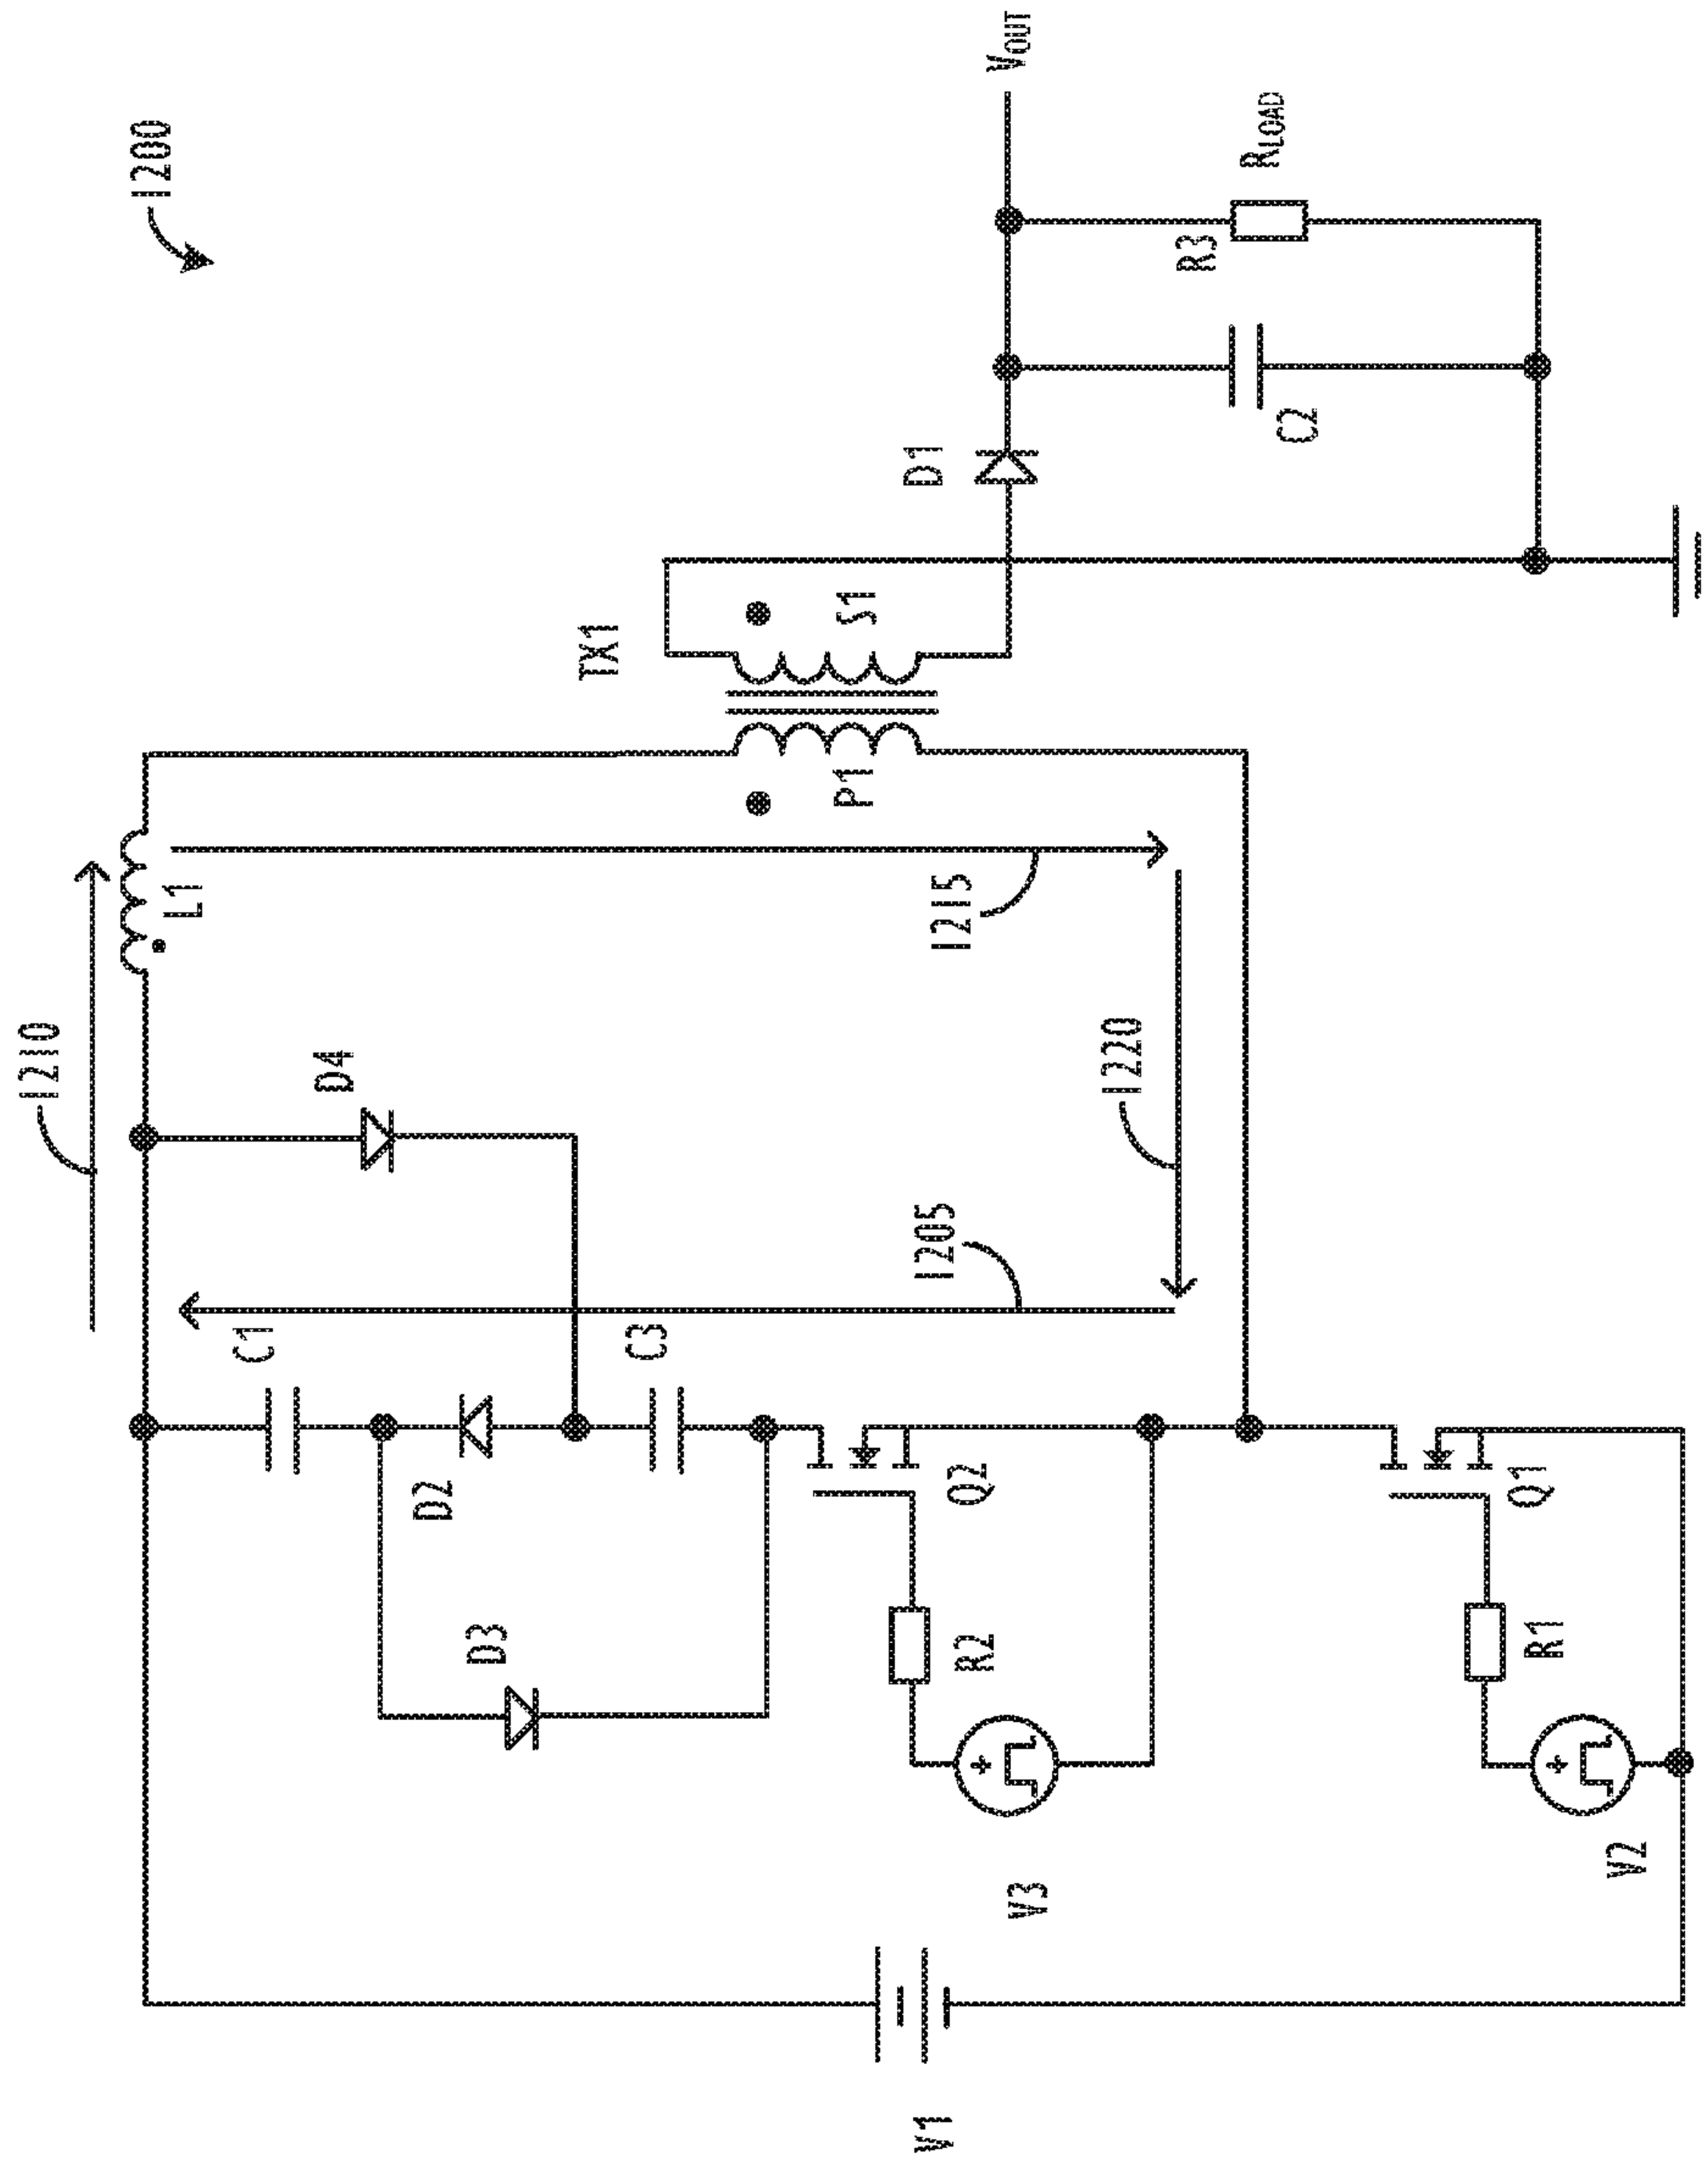 1200
1210
L1
D4
C1
D2
D3
C3
1205
1220
1215
TX1
P1
S1
D1
VOUT
R3
RLOAD
C2
Q2
R2
+
V3
Q1
R1
+
V2
V1